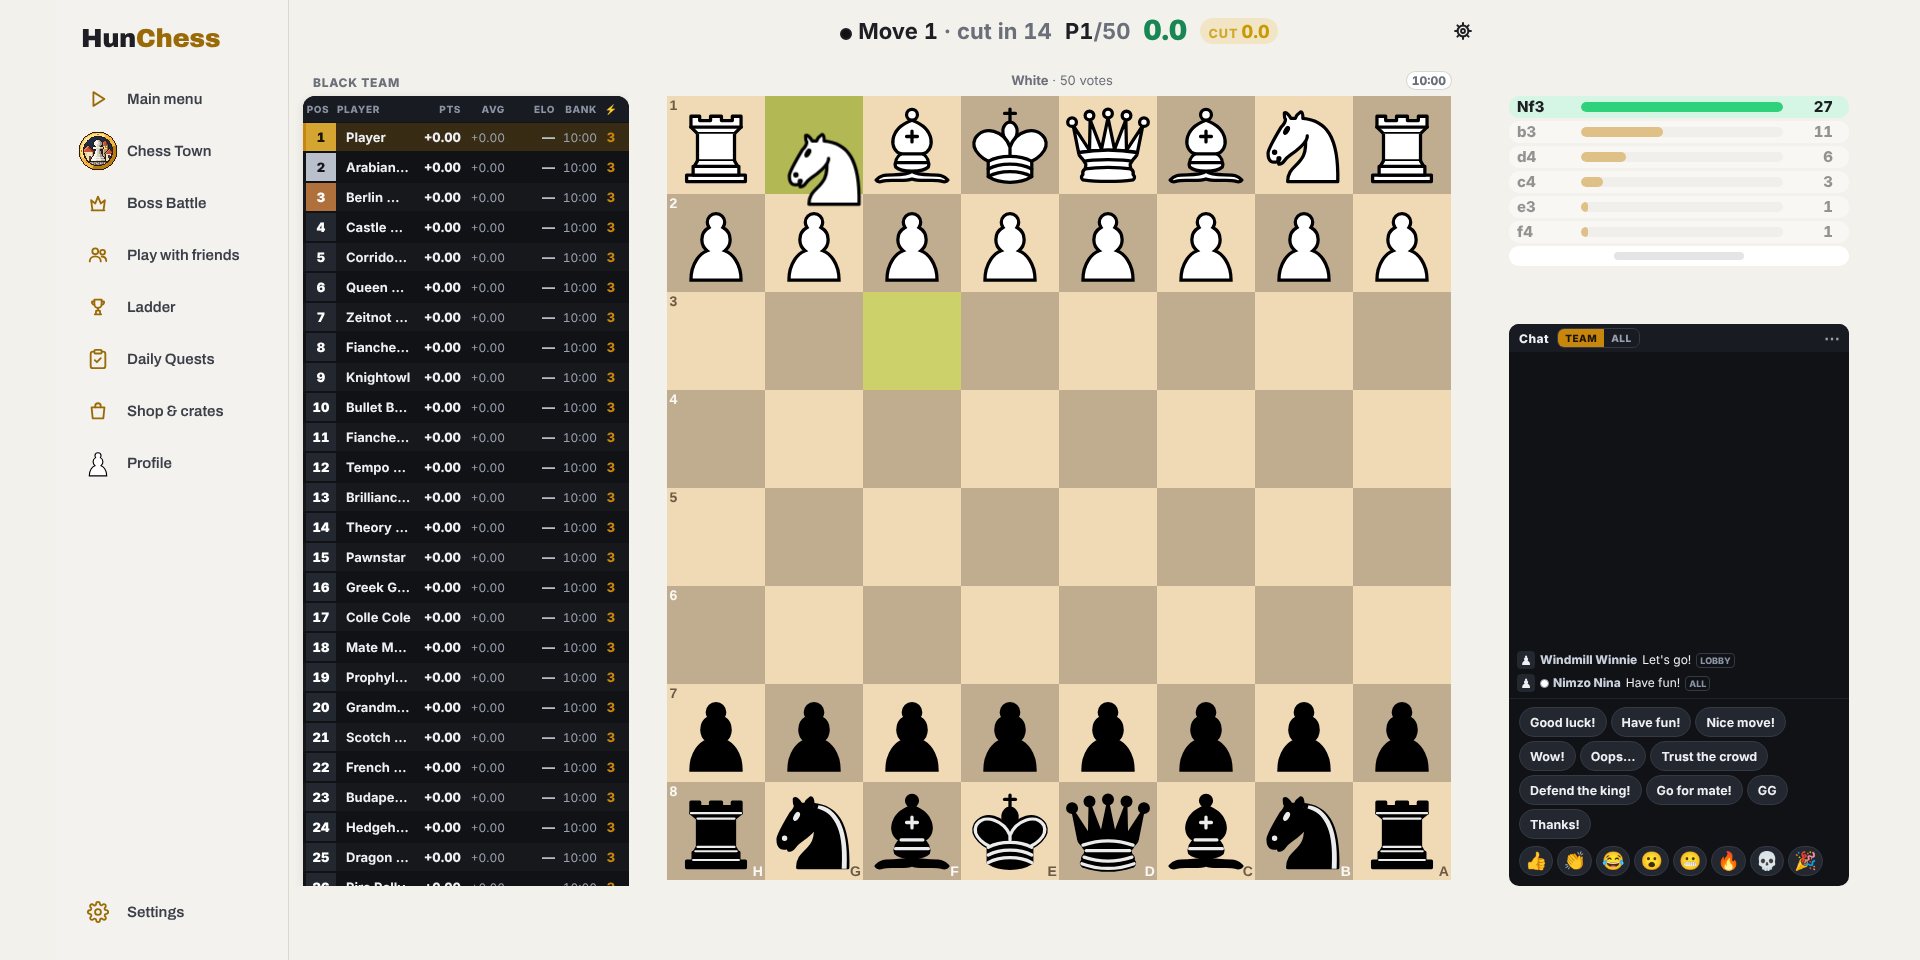 HunChess
Main menu
Chess Town
Boss Battle
Play with friends
Ladder
Daily Quests
Shop & crates
Profile
Settings
Move 1 · cut in 14 P1/50 0.0 CUT 0.0
BLACK TEAM
POS PLAYER PTS AVG ELO BANK ⚡
1 Player +0.00 +0.00 — 10:00 3
2 Arabian... +0.00 +0.00 — 10:00 3
3 Berlin ... +0.00 +0.00 — 10:00 3
4 Castle ... +0.00 +0.00 — 10:00 3
5 Corrido... +0.00 +0.00 — 10:00 3
6 Queen ... +0.00 +0.00 — 10:00 3
7 Zeitnot ... +0.00 +0.00 — 10:00 3
8 Fianche... +0.00 +0.00 — 10:00 3
9 Knightowl +0.00 +0.00 — 10:00 3
10 Bullet B... +0.00 +0.00 — 10:00 3
11 Fianche... +0.00 +0.00 — 10:00 3
12 Tempo ... +0.00 +0.00 — 10:00 3
13 Brillianc... +0.00 +0.00 — 10:00 3
14 Theory ... +0.00 +0.00 — 10:00 3
15 Pawnstar +0.00 +0.00 — 10:00 3
16 Greek G... +0.00 +0.00 — 10:00 3
17 Colle Cole +0.00 +0.00 — 10:00 3
18 Mate M... +0.00 +0.00 — 10:00 3
19 Prophyl... +0.00 +0.00 — 10:00 3
20 Grandm... +0.00 +0.00 — 10:00 3
21 Scotch ... +0.00 +0.00 — 10:00 3
22 French ... +0.00 +0.00 — 10:00 3
23 Budape... +0.00 +0.00 — 10:00 3
24 Hedgeh... +0.00 +0.00 — 10:00 3
25 Dragon ... +0.00 +0.00 — 10:00 3
White · 50 votes
10:00
1
2
3
4
5
6
7
8
H G F E D C B A
Nf3 27
b3 11
d4 6
c4 3
e3 1
f4 1
Chat TEAM ALL ···
Windmill Winnie Let's go! LOBBY
Nimzo Nina Have fun! ALL
Good luck! Have fun! Nice move!
Wow! Oops... Trust the crowd
Defend the king! Go for mate! GG
Thanks!